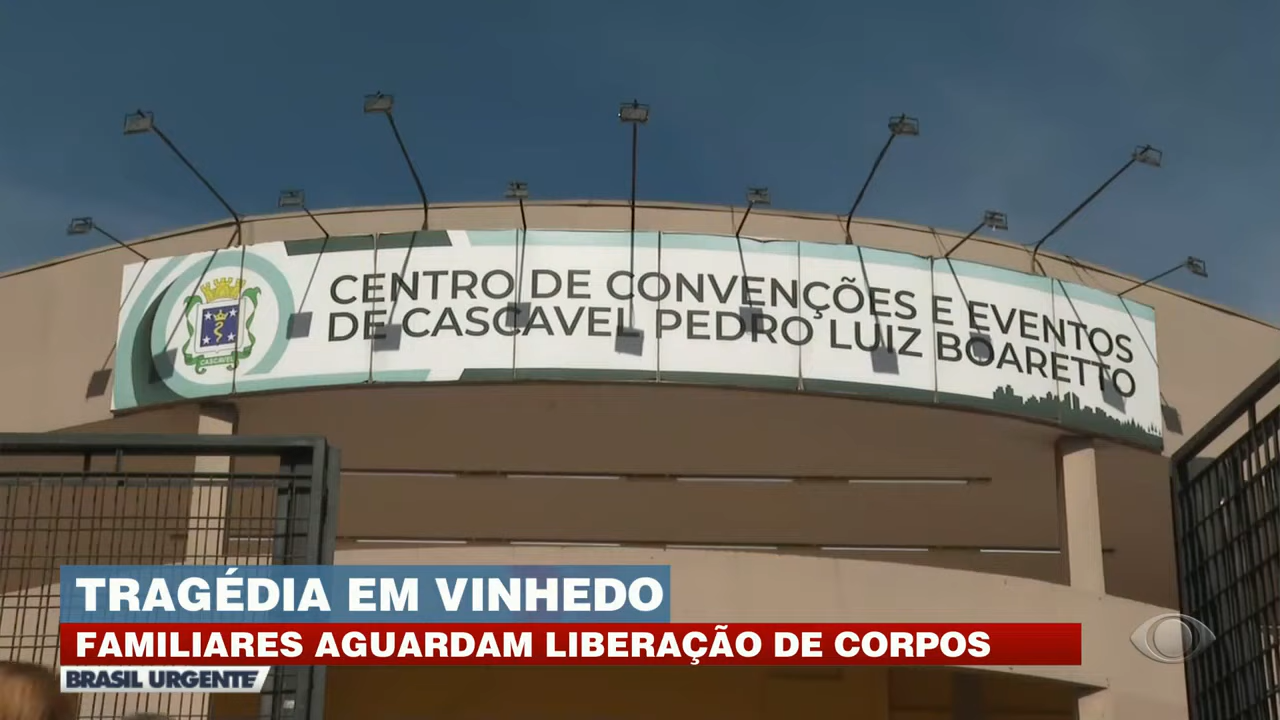 CENTRO DE CONVENÇÕES E EVENTOS
DE CASCAVEL PEDRO LUIZ BOARETTO
CASCAVEL
TRAGÉDIA EM VINHEDO
FAMILIARES AGUARDAM LIBERAÇÃO DE CORPOS
BRASIL URGENTE